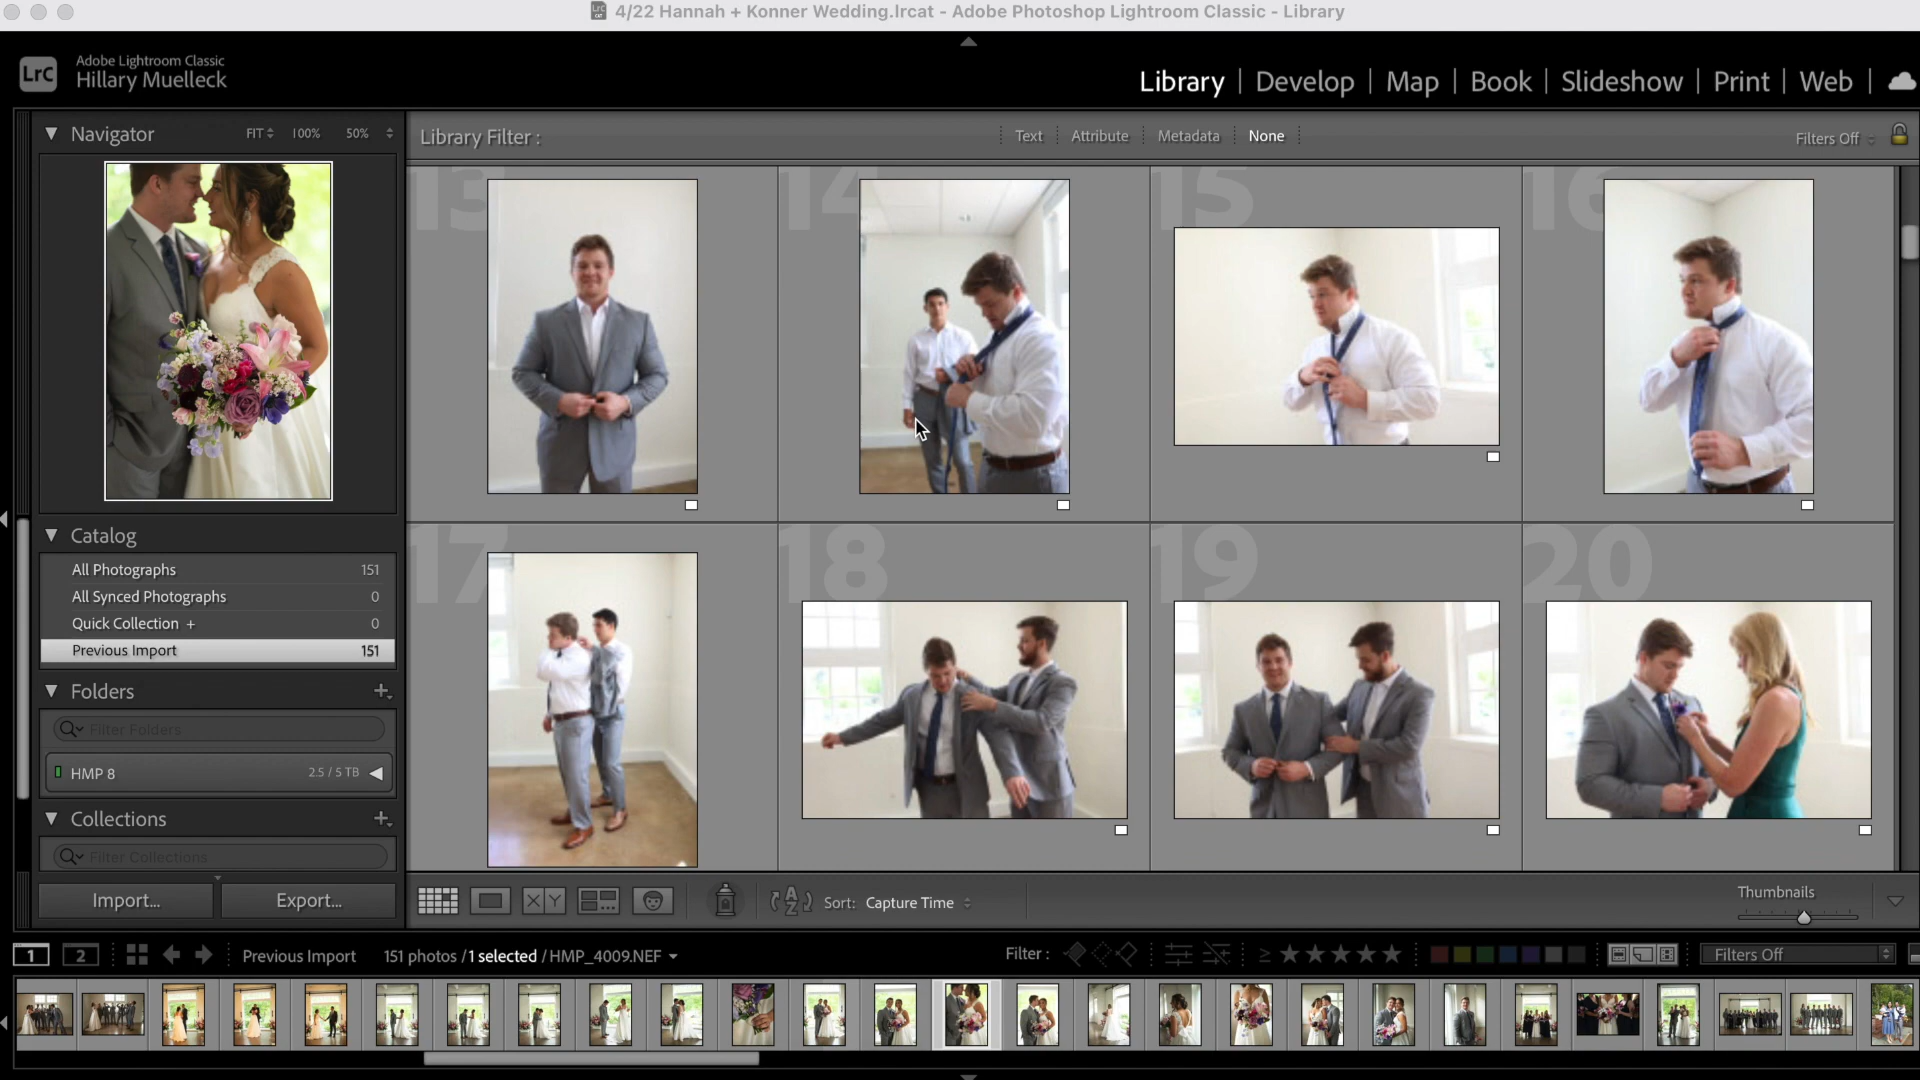 4/22 Hannah + Konner Wedding.lrcat - Adobe Photoshop Lightroom Classic - Library
LrC
Adobe Lightroom Classic
Hillary Muelleck
Library | Develop | Map | Book | Slideshow | Print | Web |
Navigator FIT 100% 50%
Library Filter : Text Attribute Metadata None Filters Off
13 14 15 16
Catalog
All Photographs 151
All Synced Photographs 0
Quick Collection + 0
Previous Import 151
17 18 19 20
Folders
Filter Folders
HMP 8 2.5 / 5 TB
Collections
Filter Collections
Import... Export...
XY
AZ
Sort: Capture Time
Thumbnails
1 2 Previous Import 151 photos / 1 selected / HMP_4009.NEF
Filter : ≥ ★★★★★ Filters Off